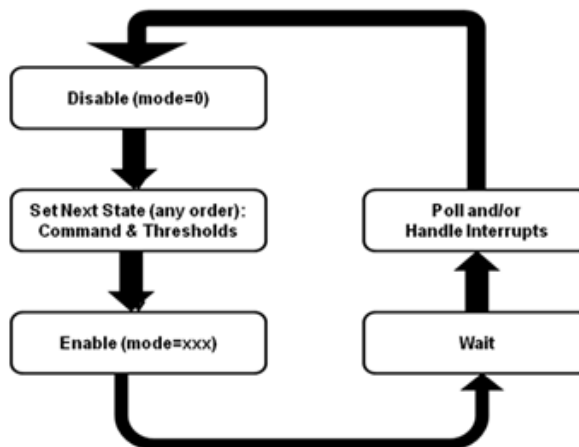 Disable (mode=0)
Set Next State (any order):
Command & Thresholds
Enable (mode=xxx)
Poll and/or
Handle Interrupts
Wait